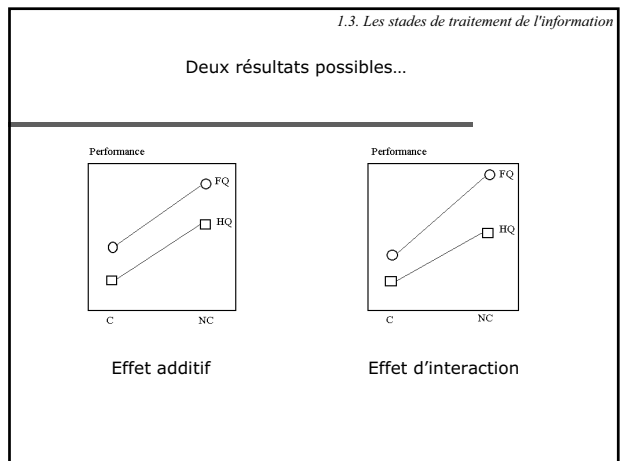 1.3. Les stades de traitement de l'information
Deux résultats possibles…
Performance
FQ
HQ
C NC
Effet additif
Performance
FQ
HQ
C NC
Effet d'interaction